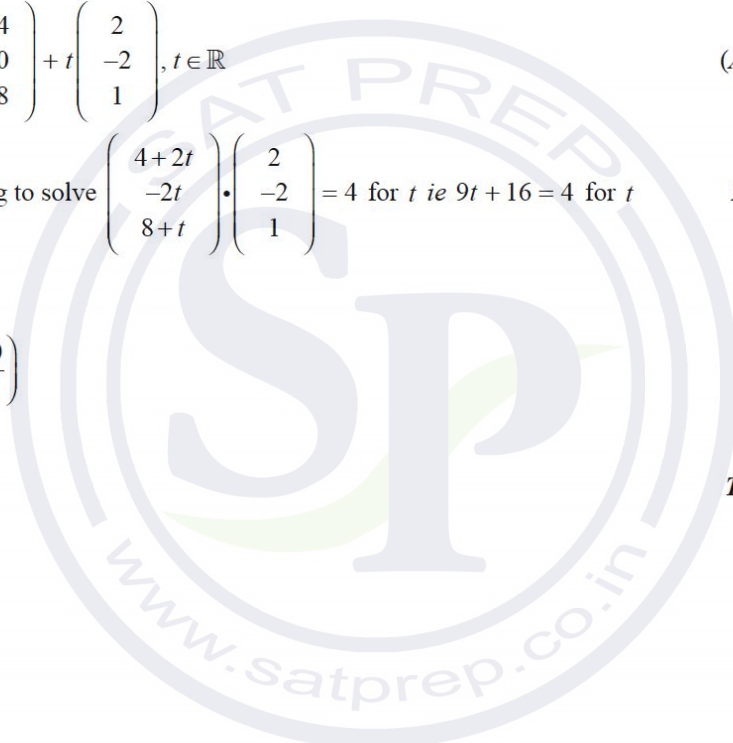 ( 4 0 8 ) + t ( 2 −2 1 ), t ∈ ℝ
g to solve ( 4 + 2t −2t 8 + t ) • ( 2 −2 1 ) = 4 for t ie 9t + 16 = 4 for t
SAT PREP
SP
www.satprep.co.in